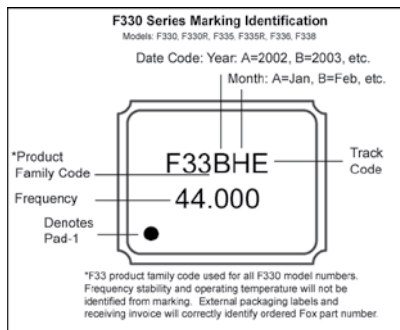 F330 Series Marking Identification
Models: F330, F330R, F335, F335R, F336, F338
Date Code: Year: A=2002, B=2003, etc.
Month: A=Jan, B=Feb, etc.
*Product
Family Code
F33BHE
Track
Code
Frequency
44.000
Denotes
Pad-1
*F33 product family code used for all F330 model numbers.
Frequency stability and operating temperature will not be
identified from marking. External packaging labels and
receiving invoice will correctly identify ordered Fox part number.